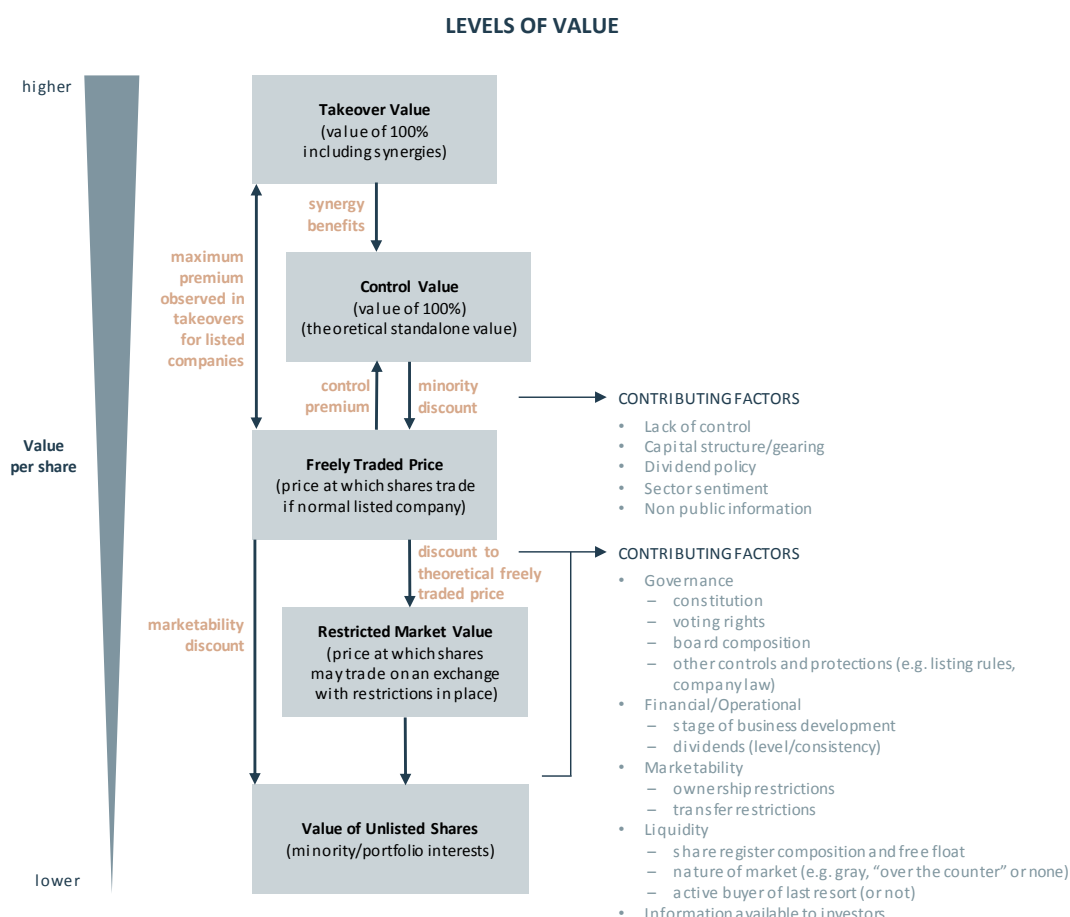 LEVELS OF VALUE
higher
Takeover Value
(value of 100%
including synergies)
synergy
benefits
maximum
premium
observed in
takeovers
for listed
companies
Control Value
(value of 100%)
(theoretical standalone value)
control
premium
minority
discount
CONTRIBUTING FACTORS
• Lack of control
• Capital structure/gearing
• Dividend policy
• Sector sentiment
• Non public information
Value
per share
Freely Traded Price
(price at which shares trade
if normal listed company)
discount to
theoretical freely
traded price
CONTRIBUTING FACTORS
• Governance
– constitution
– voting rights
– board composition
– other controls and protections (e.g. listing rules,
company law)
• Financial/Operational
– stage of business development
– dividends (level/consistency)
• Marketability
– ownership restrictions
– transfer restrictions
• Liquidity
– share register composition and free float
– nature of market (e.g. gray, “over the counter” or none)
– active buyer of last resort (or not)
• Information available to investors
marketability
discount
Restricted Market Value
(price at which shares
may trade on an exchange
with restrictions in place)
Value of Unlisted Shares
(minority/portfolio interests)
lower